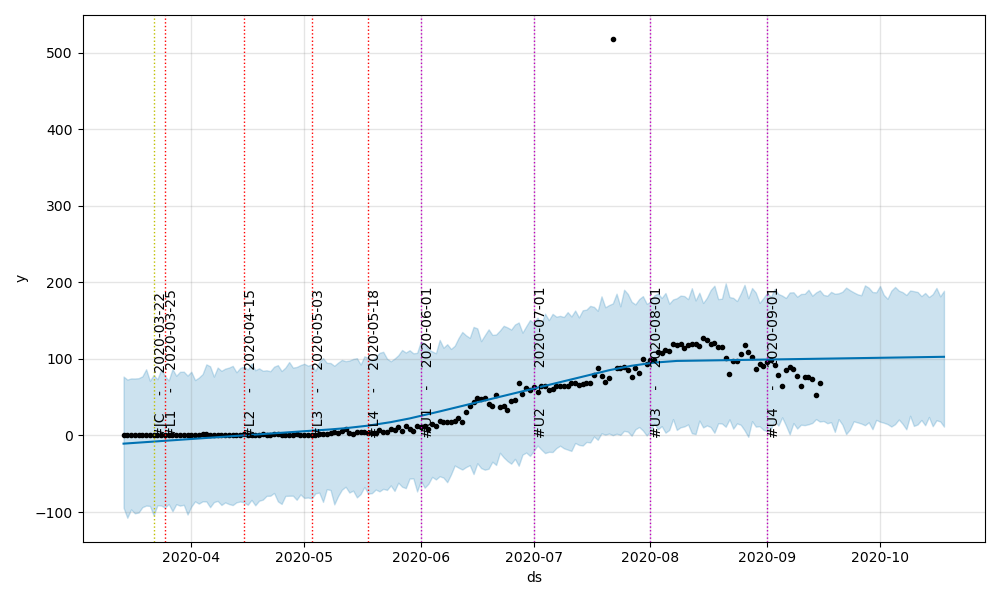 500
400
300
200
100
0
−100
y
#JC - 2020-03-22
#L1 - 2020-03-25
#L2 - 2020-04-15
#L3 - 2020-05-03
#L4 - 2020-05-18
#U1 - 2020-06-01
#U2 - 2020-07-01
#U3 - 2020-08-01
#U4 - 2020-09-01
2020-04
2020-05
2020-06
2020-07
2020-08
2020-09
2020-10
ds